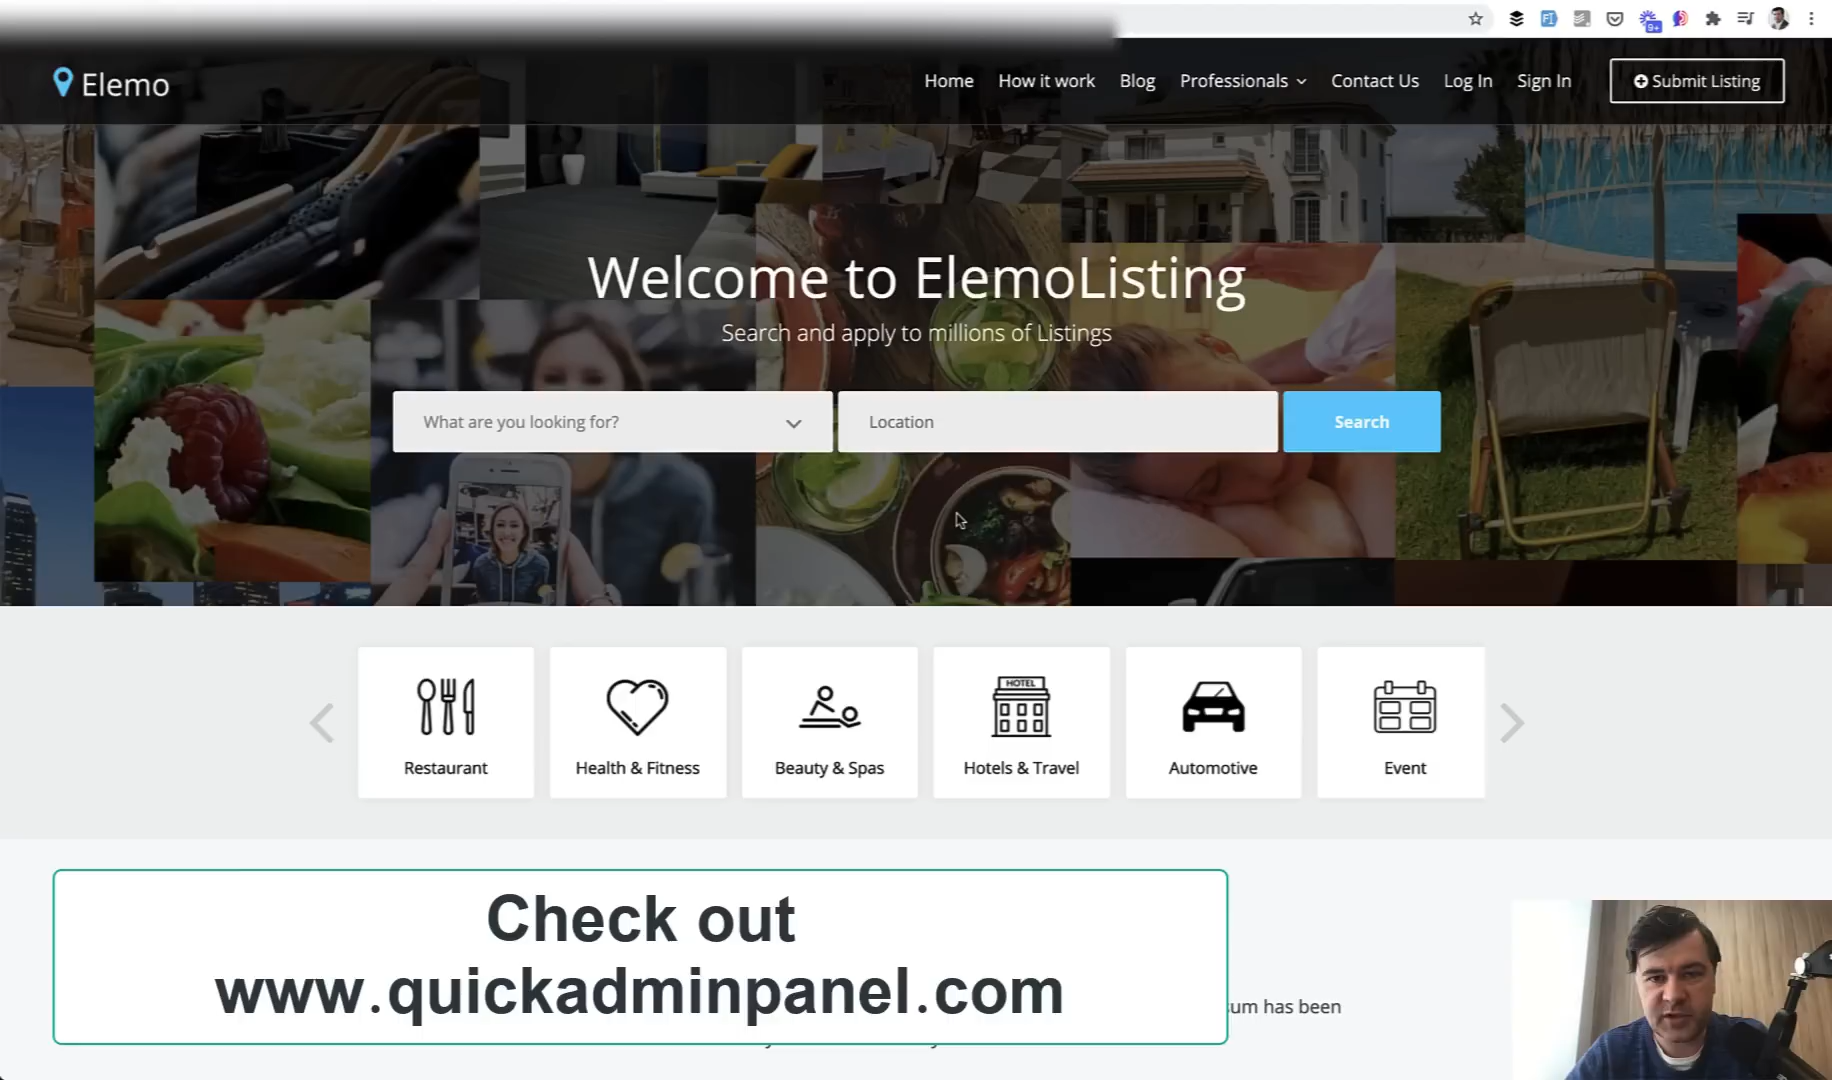 9+
Elemo
Home How it work Blog Professionals Contact Us Log In Sign In Submit Listing
Welcome to ElemoListing
Search and apply to millions of Listings
What are you looking for? Location Search
HOTEL
Restaurant Health & Fitness Beauty & Spas Hotels & Travel Automotive Event
Check out
www.quickadminpanel.com
has been